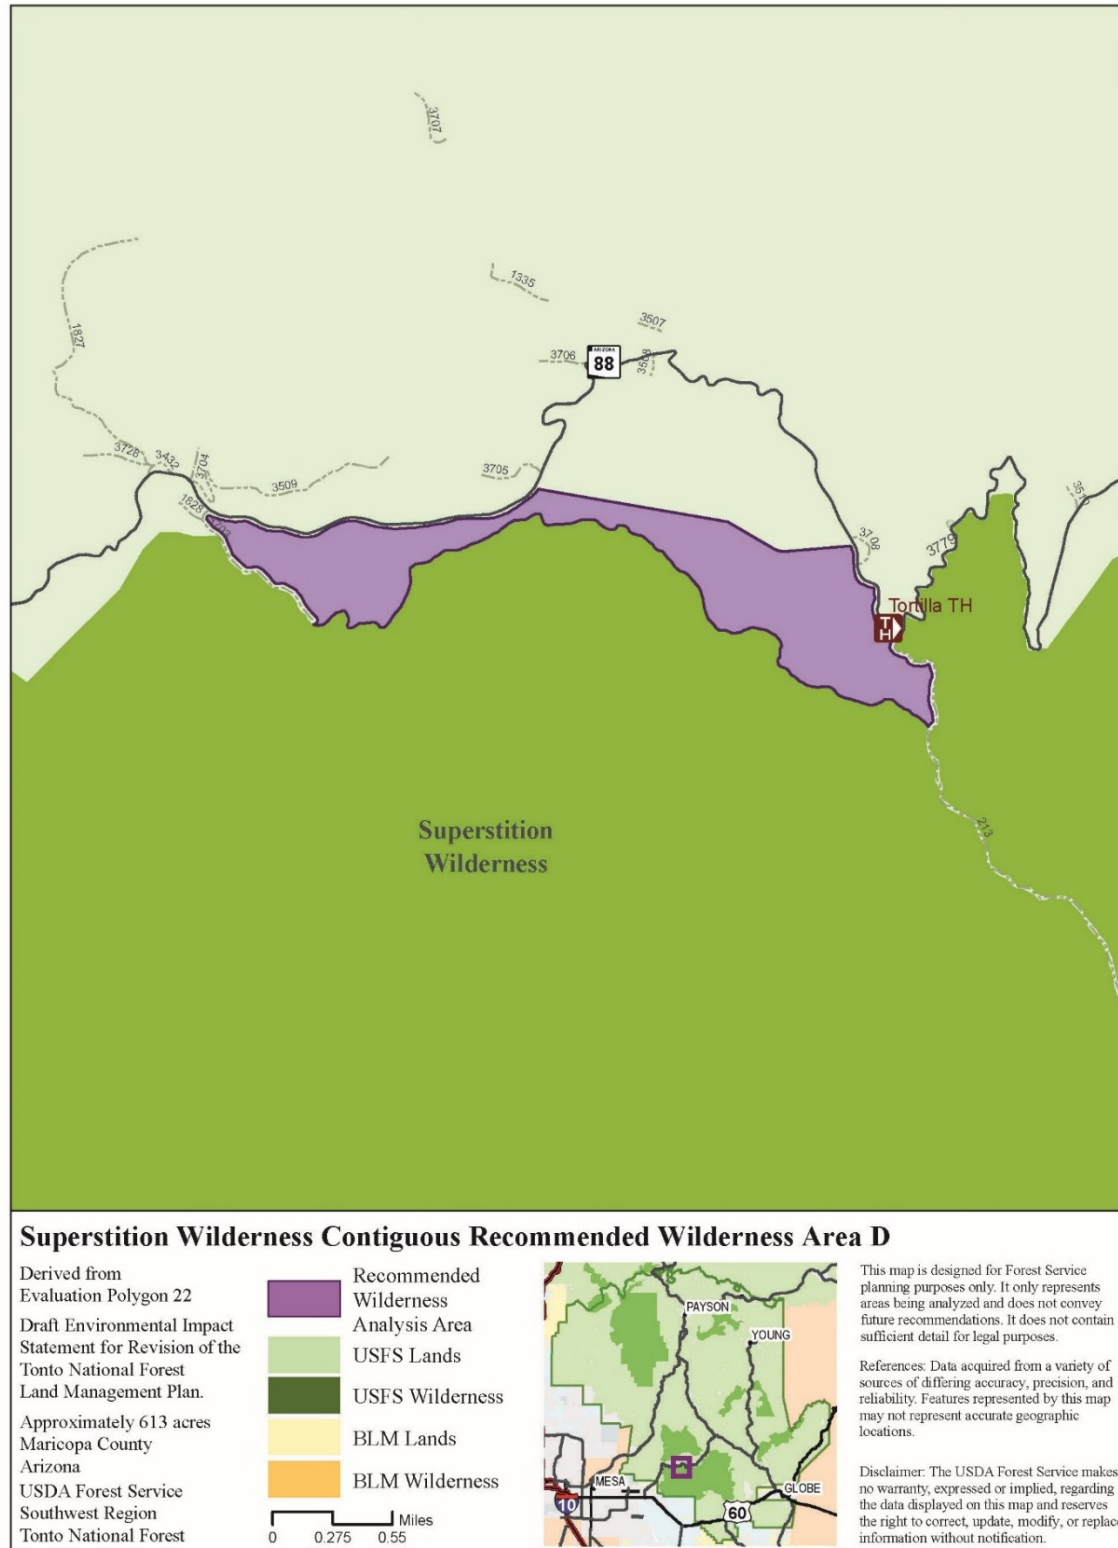 3707
1335
1827
3507
3706
ARIZONA
88
3508
3728
3432
3704
3705
3509
3510
1828
3703
3708
3779
Tortilla TH
T
H
Superstition
Wilderness
213
Superstition Wilderness Contiguous Recommended Wilderness Area D
Derived from
Evaluation Polygon 22
Draft Environmental Impact
Statement for Revision of the
Tonto National Forest
Land Management Plan.
Approximately 613 acres
Maricopa County
Arizona
USDA Forest Service
Southwest Region
Tonto National Forest
Recommended
Wilderness
Analysis Area
USFS Lands
USFS Wilderness
BLM Lands
BLM Wilderness
Miles
0 0.275 0.55
PAYSON
YOUNG
MESA
GLOBE
10
60
This map is designed for Forest Service
planning purposes only. It only represents
areas being analyzed and does not convey
future recommendations. It does not contain
sufficient detail for legal purposes.
References: Data acquired from a variety of
sources of differing accuracy, precision, and
reliability. Features represented by this map
may not represent accurate geographic
locations.
Disclaimer: The USDA Forest Service makes
no warranty, expressed or implied, regarding
the data displayed on this map and reserves
the right to correct, update, modify, or replace
information without notification.